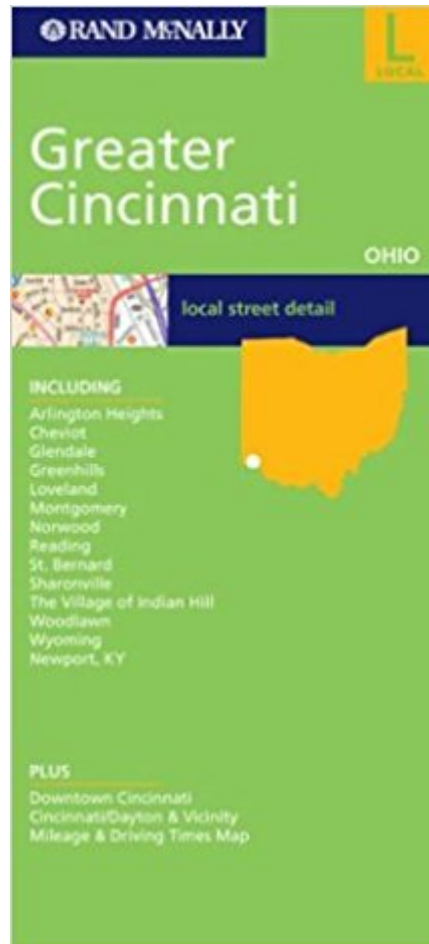 RAND McNALLY
L
LOCAL
Greater
Cincinnati
OHIO
local street detail
INCLUDING
Arlington Heights
Cheviot
Glendale
Greenhills
Loveland
Montgomery
Norwood
Reading
St. Bernard
Sharonville
The Village of Indian Hill
Woodlawn
Wyoming
Newport, KY
PLUS
Downtown Cincinnati
Cincinnati/Dayton & Vicinity
Mileage & Driving Times Map